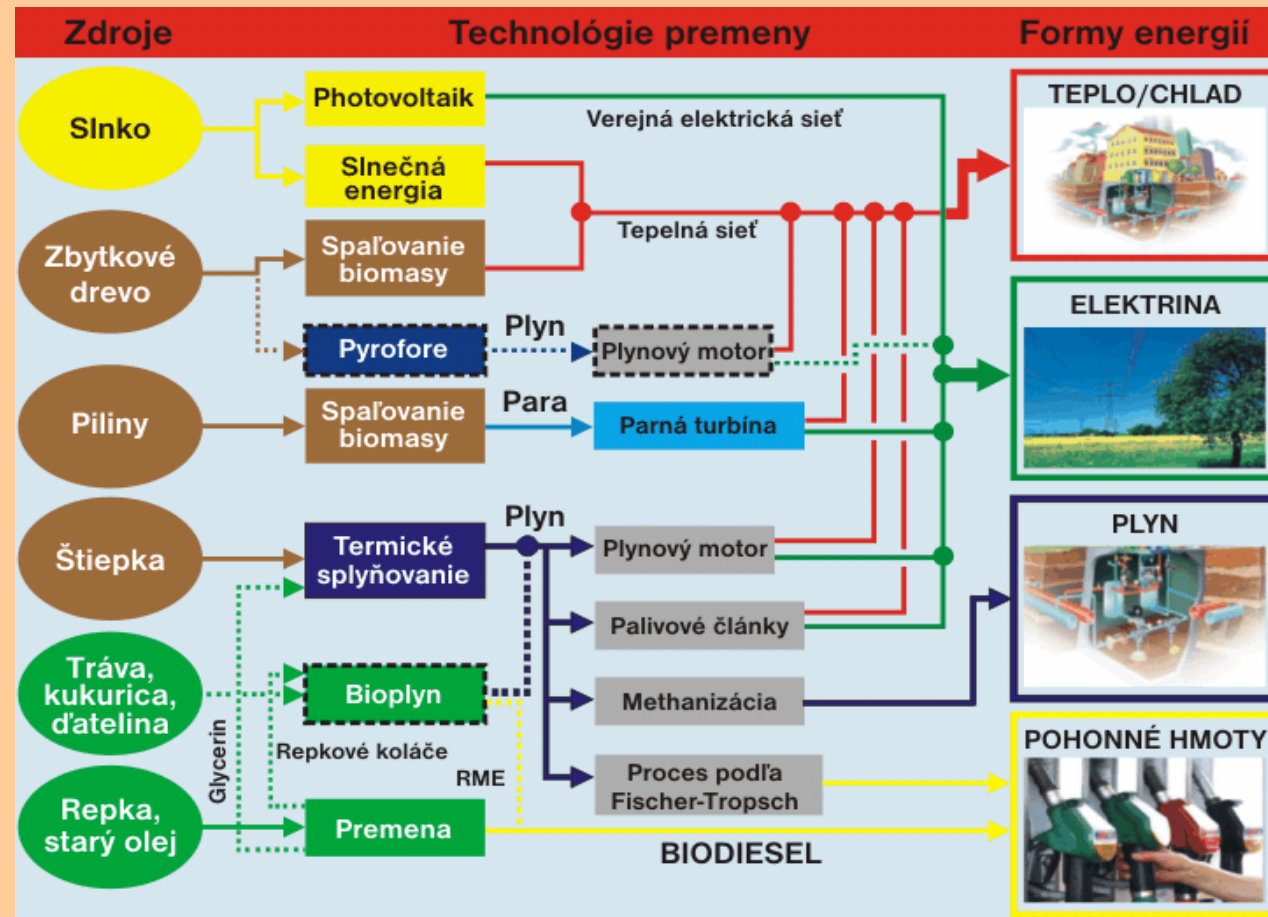 Zdroje
Technológie premeny
Formy energií
Slnko
Photovoltaik
Verejná elektrická sieť
TEPLO/CHLAD
Slnečná
energia
Zbytkové
drevo
Spaľovanie
biomasy
Tepelná sieť
Pyrofore
Plyn
Plynový motor
ELEKTRINA
Piliny
Spaľovanie
biomasy
Para
Parná turbína
Štiepka
Termické
splyňovanie
Plyn
Plynový motor
PLYN
Palivové články
Tráva,
kukurica,
ďatelina
Bioplyn
Methanizácia
Glycerin
Repkové koláče
RME
Proces podľa
Fischer-Tropsch
POHONNÉ HMOTY
Repka,
starý olej
Premena
BIODIESEL